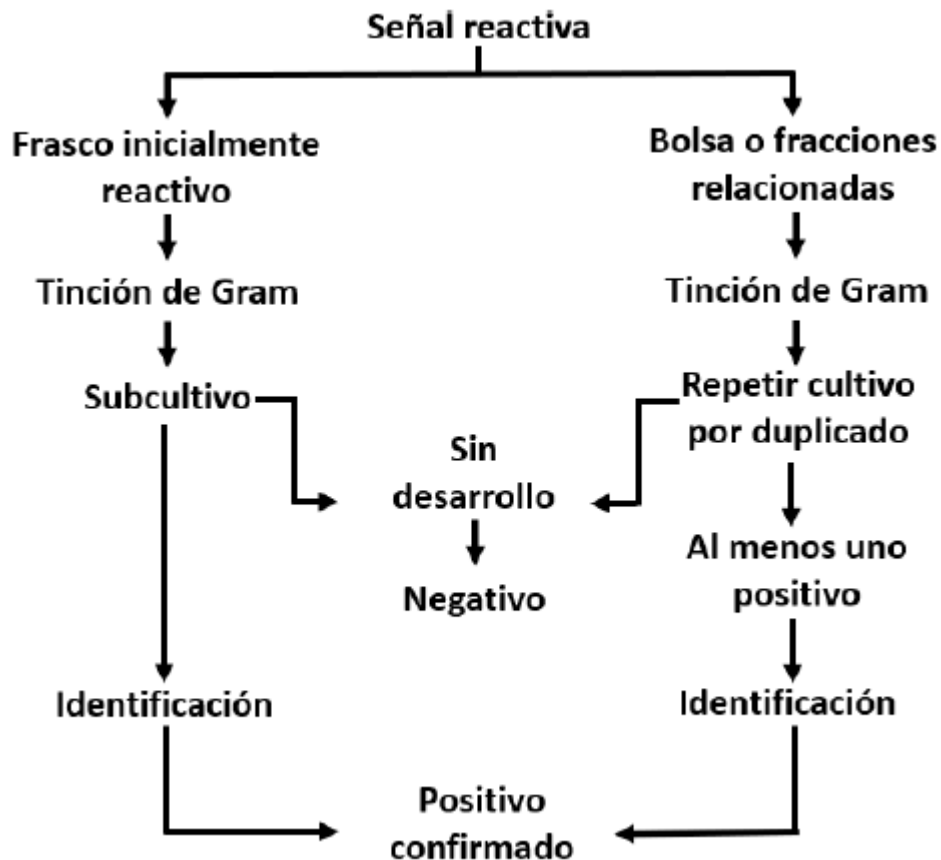 Señal reactiva
Frasco inicialmente
reactivo
Bolsa o fracciones
relacionadas
Tinción de Gram
Tinción de Gram
Subcultivo
Repetir cultivo
por duplicado
Sin
desarrollo
Negativo
Al menos uno
positivo
Identificación
Identificación
Positivo
confirmado